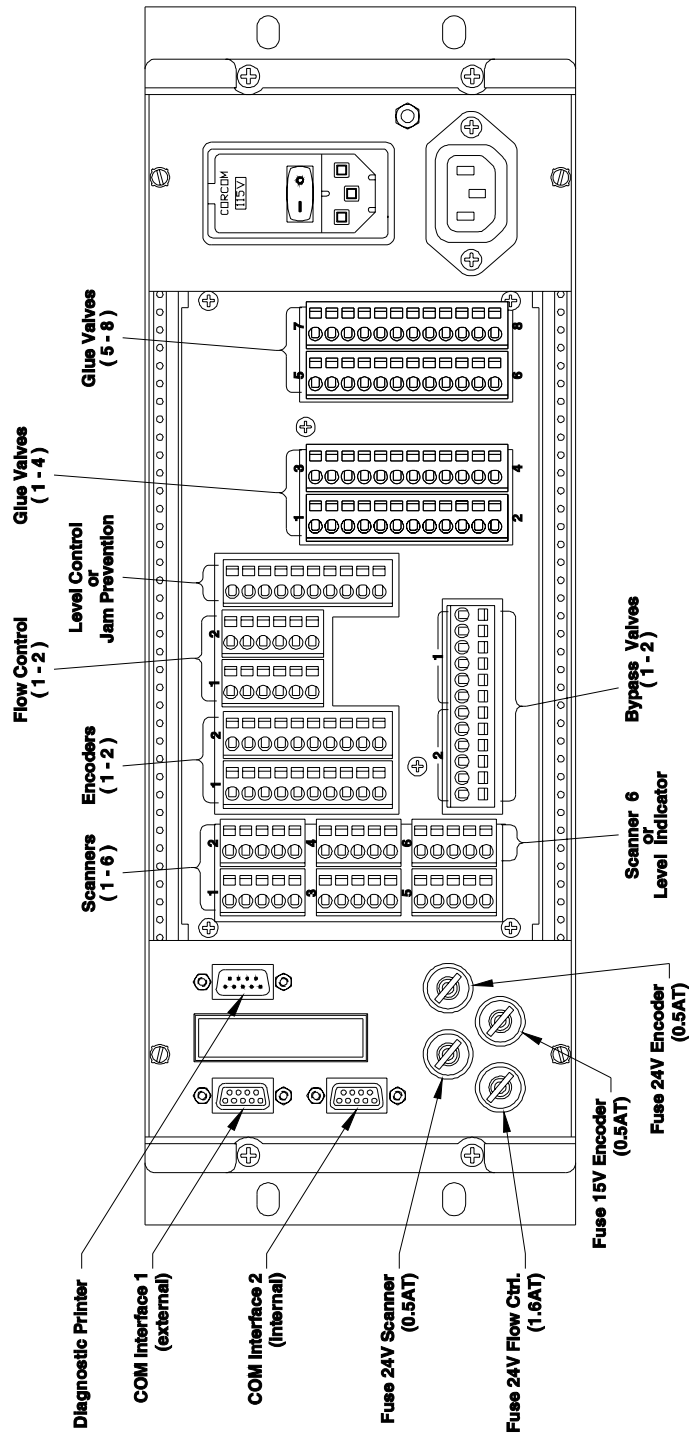 Diagnostic Printer
COM Interface 1
(external)
COM Interface 2
(internal)
Fuse 24V Scanner
(0.5AT)
Fuse 24V Flow Ctrl.
(1.6AT)
Fuse 15V Encoder
(0.5AT)
Fuse 24V Encoder
(0.5AT)
Scanners
(1 - 6)
1
2
3
4
5
6
Scanner 6
or
Level Indicator
Encoders
(1 - 2)
1
2
Flow Control
(1 - 2)
1
2
Level Control
or
Jam Prevention
Bypass Valves
(1 - 2)
2
1
Glue Valves
(1 - 4)
1
3
2
4
Glue Valves
(5 - 8)
5
7
6
8
CORCOM
115V